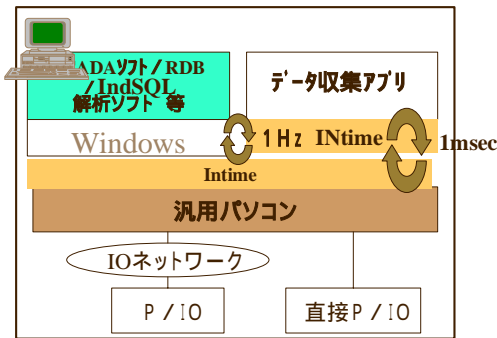 ADAソフト／RDB
／IndSQL
解析ソフト 等
ﾃﾞｰﾀ収集アプリ
Windows
１Hz INtime
1msec
Intime
汎用パソコン
IOネットワーク
P／IO
直接P／IO